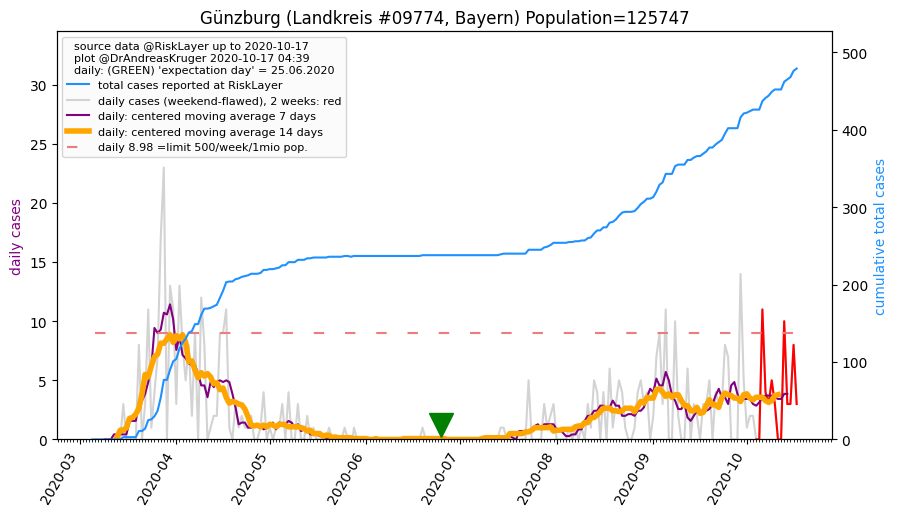 Günzburg (Landkreis #09774, Bayern) Population=125747
source data @RiskLayer up to 2020-10-17
plot @DrAndreasKruger 2020-10-17 04:39
daily: (GREEN) 'expectation day' = 25.06.2020
total cases reported at RiskLayer
daily cases (weekend-flawed), 2 weeks: red
daily: centered moving average 7 days
daily: centered moving average 14 days
daily 8.98 =limit 500/week/1mio pop.
daily cases
30
25
20
15
10
5
0
500
400
300
200
100
0
cumulative total cases
2020-03
2020-04
2020-05
2020-06
2020-07
2020-08
2020-09
2020-10